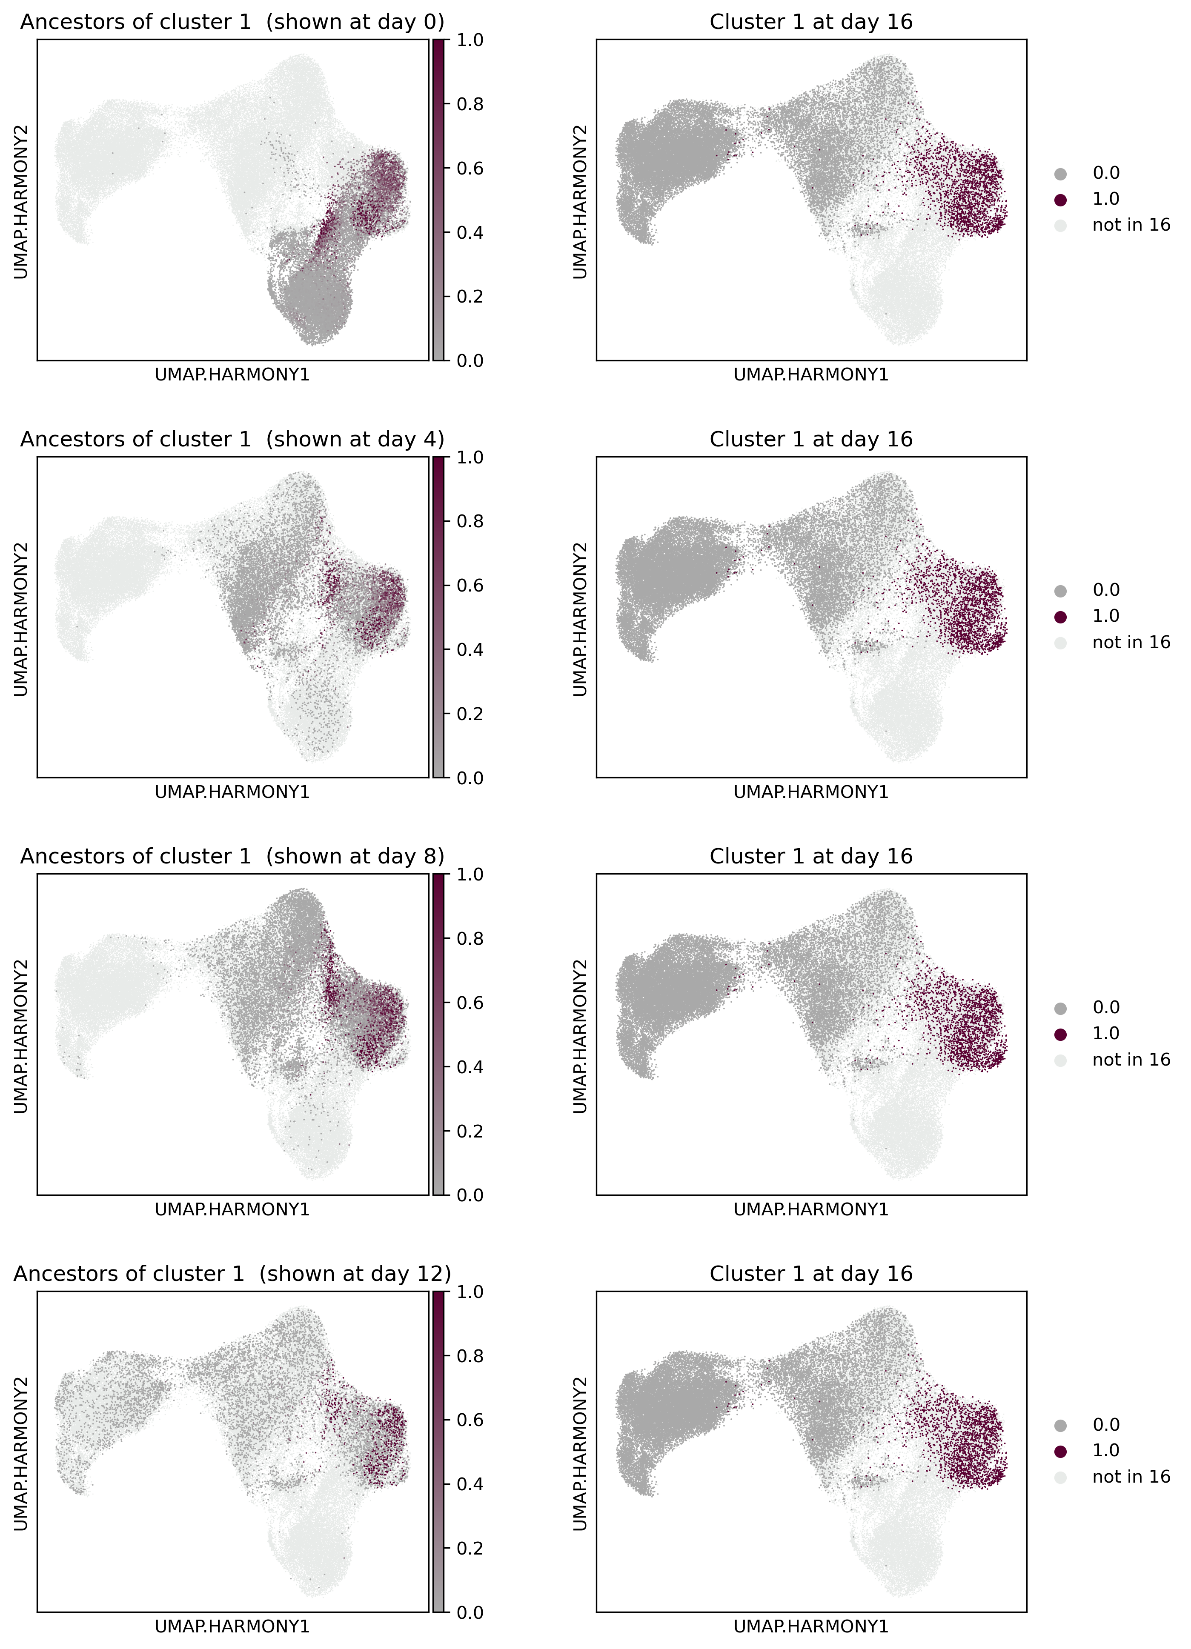 Ancestors of cluster 1  (shown at day 0)
1.0
0.8
0.6
0.4
0.2
0.0
UMAP.HARMONY2
UMAP.HARMONY1
Cluster 1 at day 16
UMAP.HARMONY2
UMAP.HARMONY1
0.0
1.0
not in 16
Ancestors of cluster 1  (shown at day 4)
1.0
0.8
0.6
0.4
0.2
0.0
UMAP.HARMONY2
UMAP.HARMONY1
Cluster 1 at day 16
UMAP.HARMONY2
UMAP.HARMONY1
0.0
1.0
not in 16
Ancestors of cluster 1  (shown at day 8)
1.0
0.8
0.6
0.4
0.2
0.0
UMAP.HARMONY2
UMAP.HARMONY1
Cluster 1 at day 16
UMAP.HARMONY2
UMAP.HARMONY1
0.0
1.0
not in 16
Ancestors of cluster 1  (shown at day 12)
1.0
0.8
0.6
0.4
0.2
0.0
UMAP.HARMONY2
UMAP.HARMONY1
Cluster 1 at day 16
UMAP.HARMONY2
UMAP.HARMONY1
0.0
1.0
not in 16